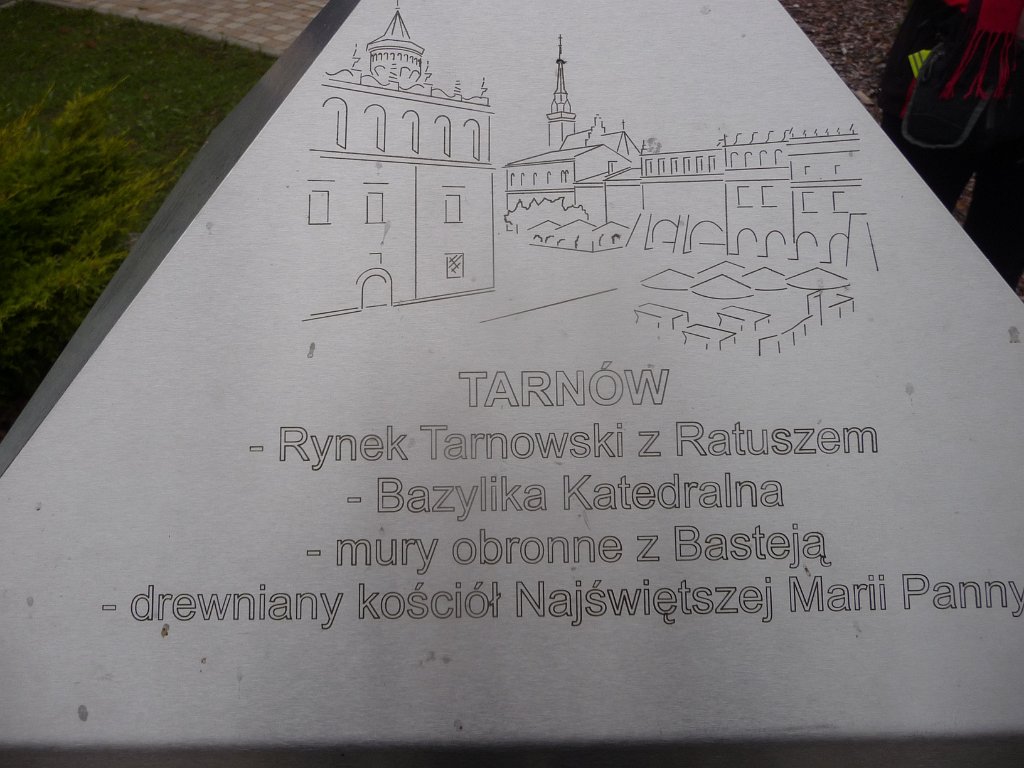 TARNÓW
- Rynek Tarnowski z Ratuszem
- Bazylika Katedralna
- mury obronne z Basteją
- drewniany kościół Najświętszej Marii Panny